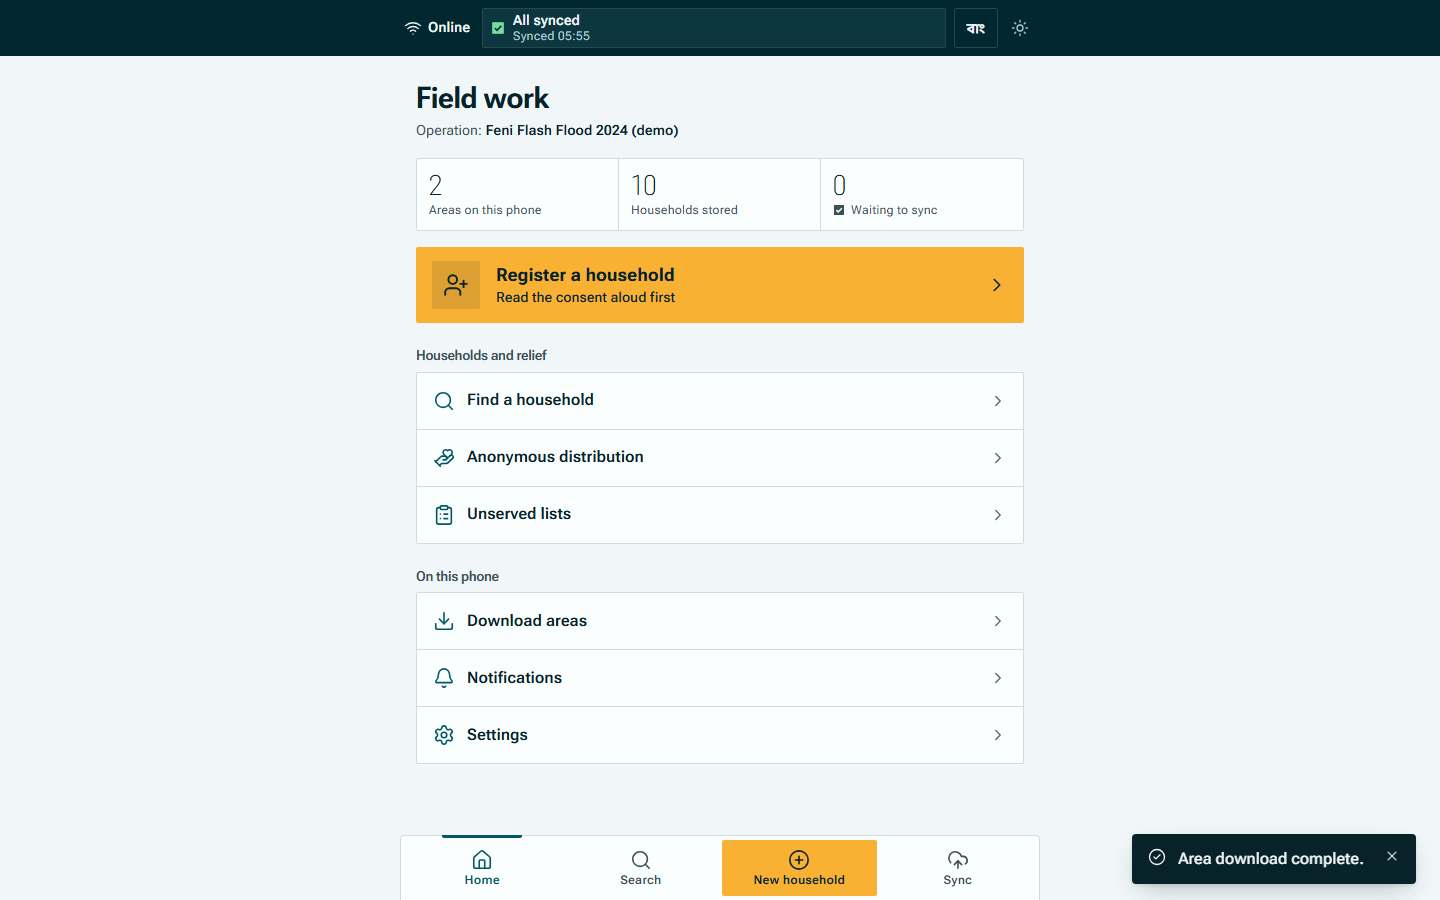 Online
All synced
Synced 05:55
বাং
Field work
Operation: Feni Flash Flood 2024 (demo)
2
Areas on this phone
10
Households stored
0
Waiting to sync
Register a household
Read the consent aloud first
Households and relief
Find a household
Anonymous distribution
Unserved lists
On this phone
Download areas
Notifications
Settings
Home
Search
New household
Sync
Area download complete.